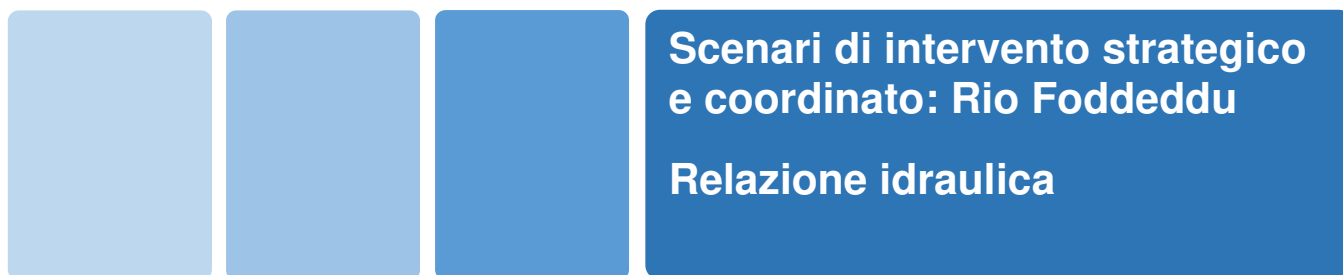 Scenari di intervento strategico
e coordinato: Rio Foddeddu
Relazione idraulica